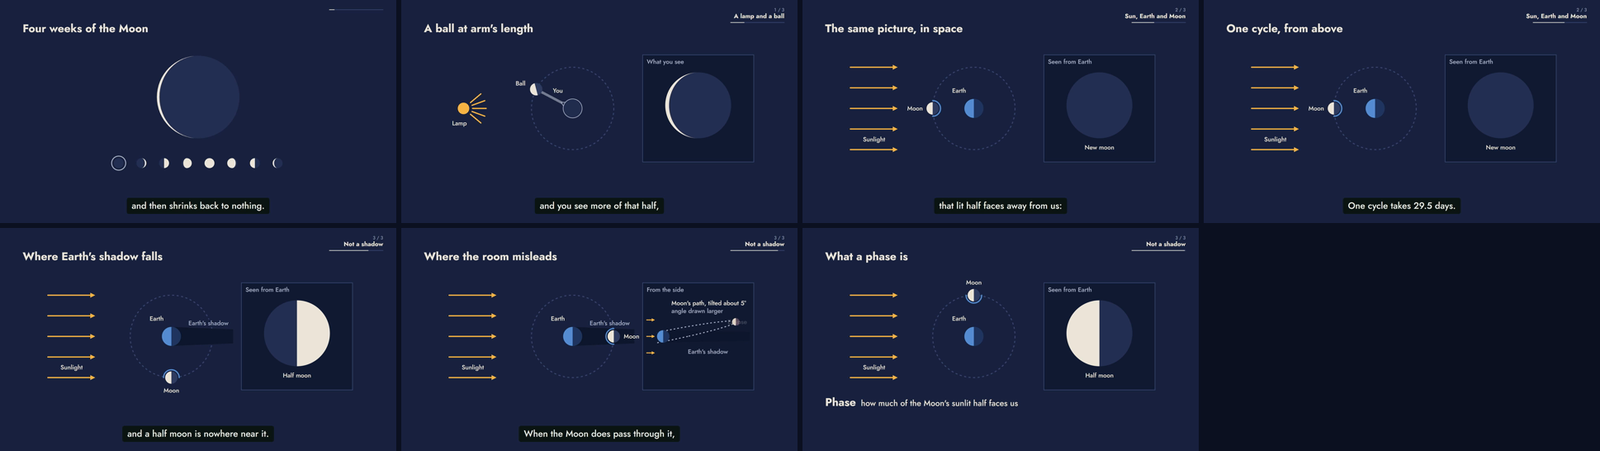 Four weeks of the Moon
and then shrinks back to nothing.
1 / 3
A lamp and a ball
A ball at arm's length
What you see
Ball
You
Lamp
and you see more of that half,
2 / 3
Sun, Earth and Moon
The same picture, in space
Seen from Earth
Earth
Moon
Sunlight
New moon
that lit half faces away from us:
2 / 3
Sun, Earth and Moon
One cycle, from above
Seen from Earth
Earth
Moon
Sunlight
New moon
One cycle takes 29.5 days.
3 / 3
Not a shadow
Where Earth's shadow falls
Seen from Earth
Earth
Earth's shadow
Sunlight
Half moon
Moon
and a half moon is nowhere near it.
3 / 3
Not a shadow
Where the room misleads
From the side
Moon's path, tilted about 5°
angle drawn larger
Earth
Earth's shadow
Moon
Earth's shadow
Sunlight
When the Moon does pass through it,
3 / 3
Not a shadow
What a phase is
Moon
Seen from Earth
Earth
Sunlight
Half moon
Phase how much of the Moon's sunlit half faces us